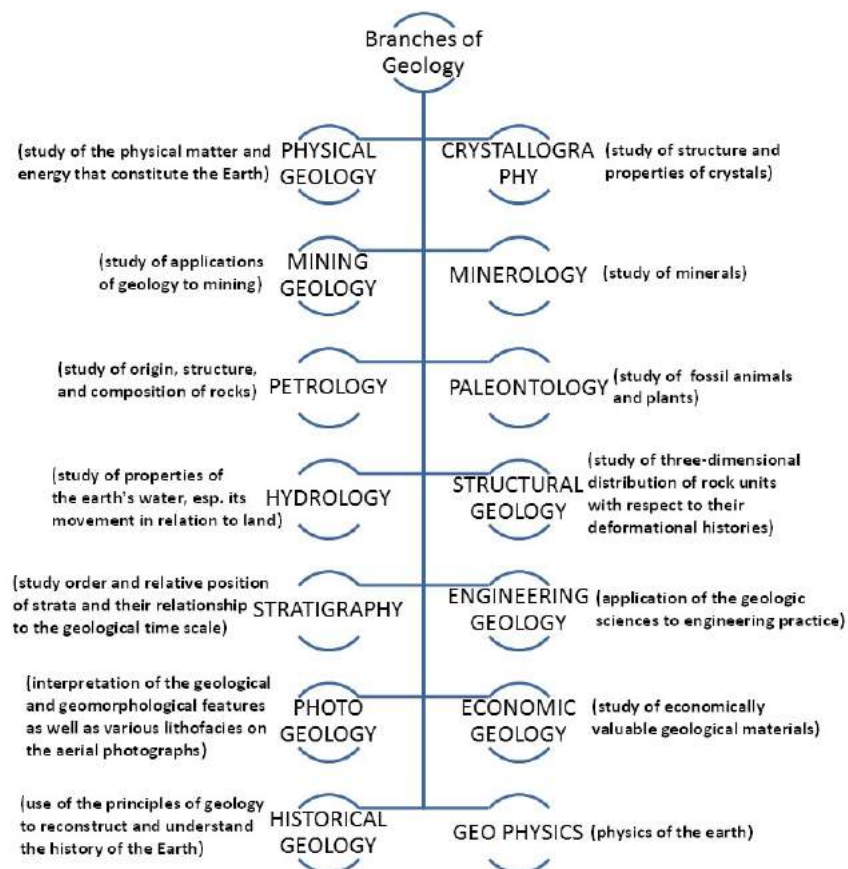 Branches of
Geology
(study of the physical matter and
energy that constitute the Earth)
PHYSICAL
GEOLOGY
CRYSTALLOGRA
PHY
(study of structure and
properties of crystals)
(study of applications
of geology to mining)
MINING
GEOLOGY
MINEROLOGY
(study of minerals)
(study of origin, structure,
and composition of rocks)
PETROLOGY
PALEONTOLOGY
(study of fossil animals
and plants)
(study of properties of
the earth's water, esp. its
movement in relation to land)
HYDROLOGY
STRUCTURAL
GEOLOGY
(study of three-dimensional
distribution of rock units
with respect to their
deformational histories)
(study order and relative position
of strata and their relationship
to the geological time scale)
STRATIGRAPHY
ENGINEERING
GEOLOGY
(application of the geologic
sciences to engineering practice)
(interpretation of the geological
and geomorphological features
as well as various lithofacies on
the aerial photographs)
PHOTO
GEOLOGY
ECONOMIC
GEOLOGY
(study of economically
valuable geological materials)
(use of the principles of geology
to reconstruct and understand
the history of the Earth)
HISTORICAL
GEOLOGY
GEO PHYSICS
(physics of the earth)